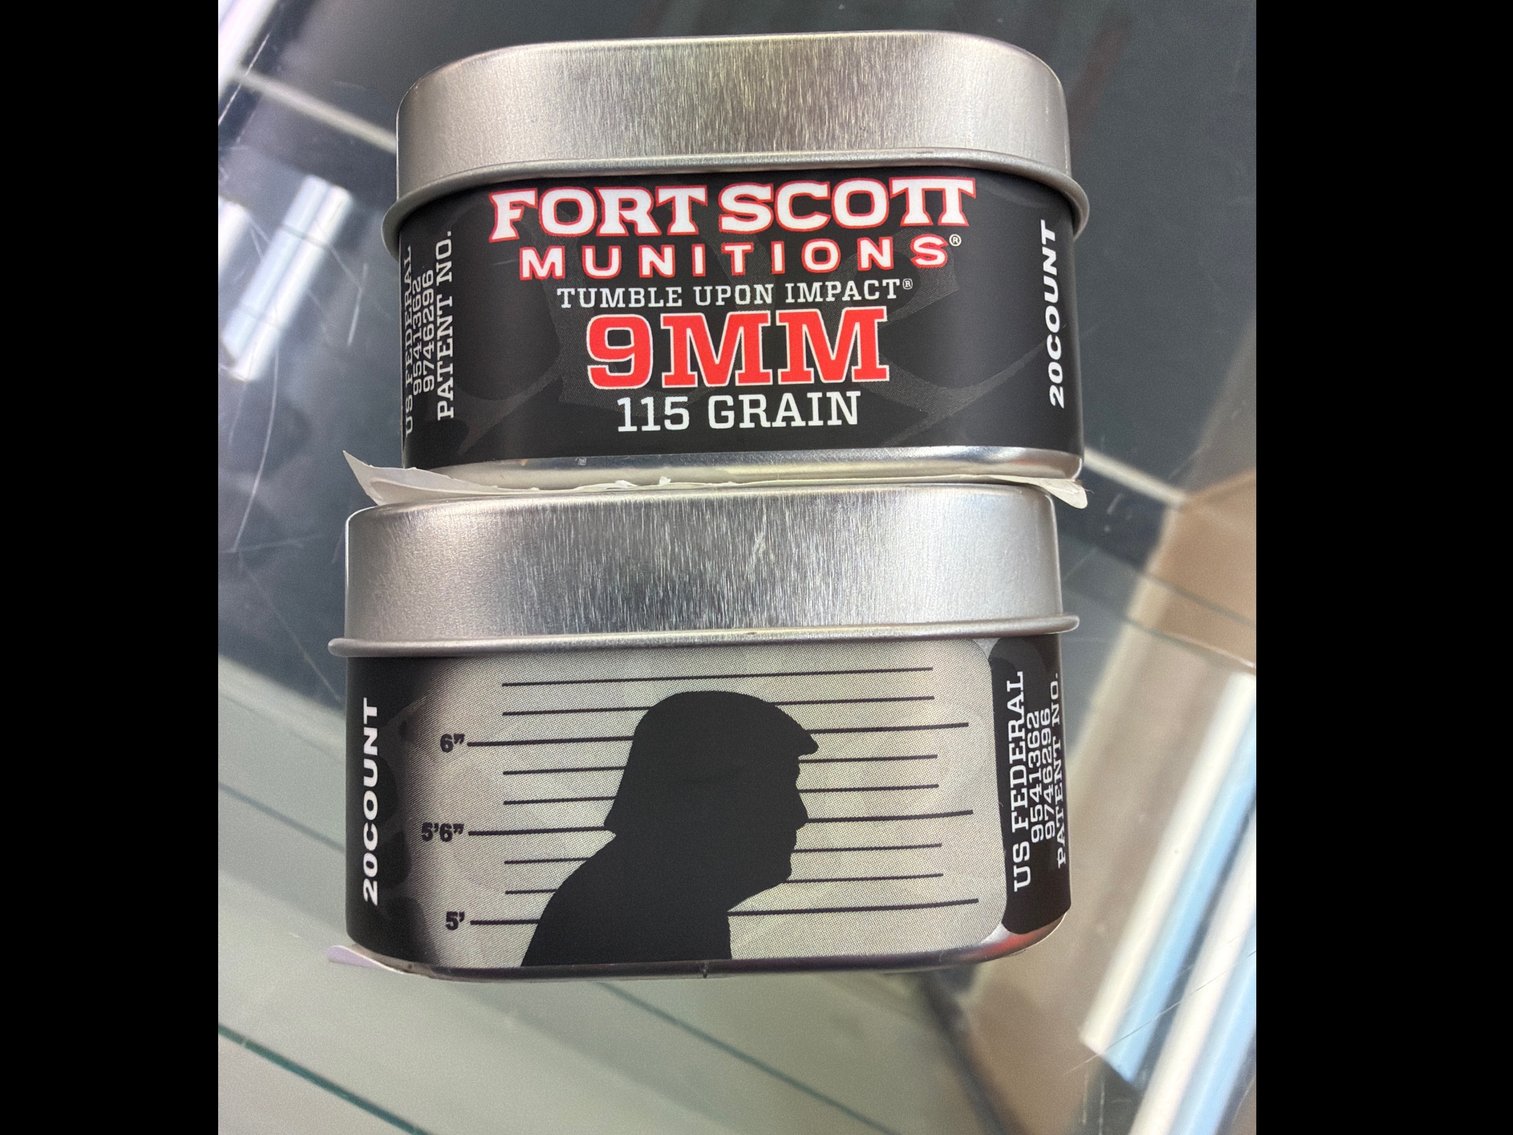 FORT SCOTT
MUNITIONS®
TUMBLE UPON IMPACT®
9MM
115 GRAIN
US FEDERAL
9541362
9746296
PATENT NO.
20COUNT
20COUNT
6"
5'6"
5'
US FEDERAL
9541362
9746296
PATENT NO.